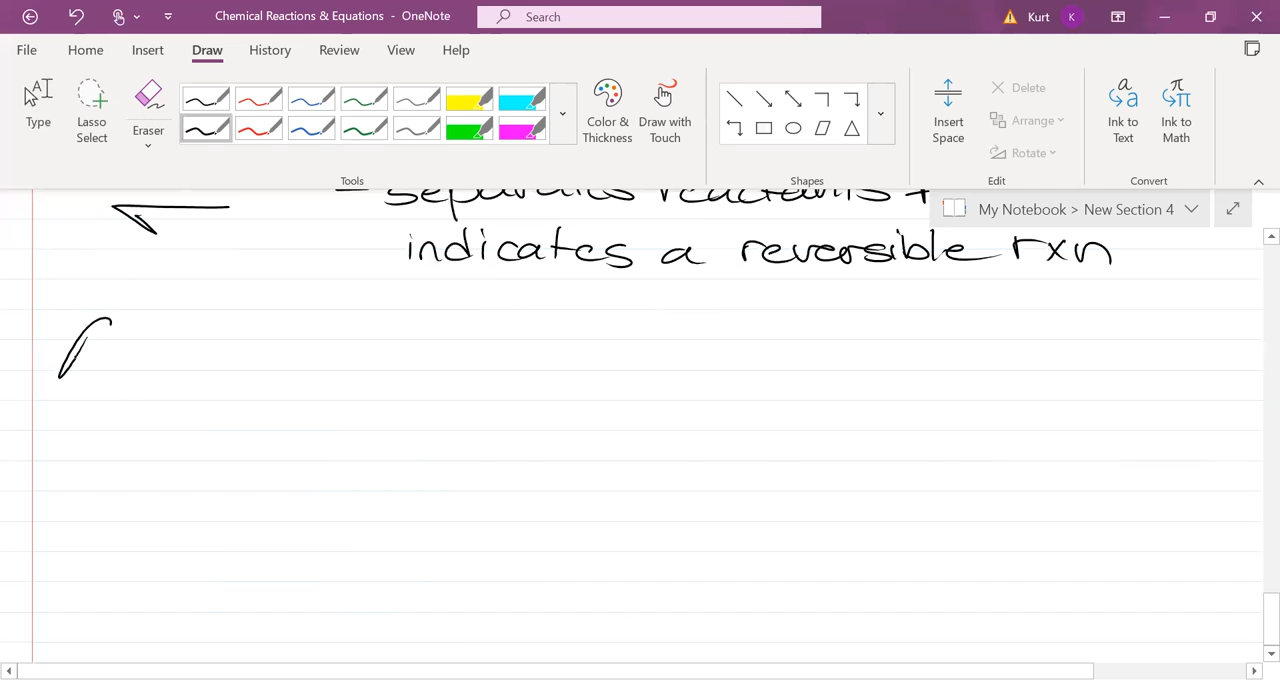 Chemical Reactions & Equations - OneNote
Search
Kurt K
File Home Insert Draw History Review View Help
Type
Lasso Select
Eraser
Color & Thickness
Draw with Touch
Insert Space
Delete
Arrange
Rotate
Ink to Text
Ink to Math
Tools Shapes Edit Convert
- separates reactants +
My Notebook > New Section 4
indicates a reversible rxn